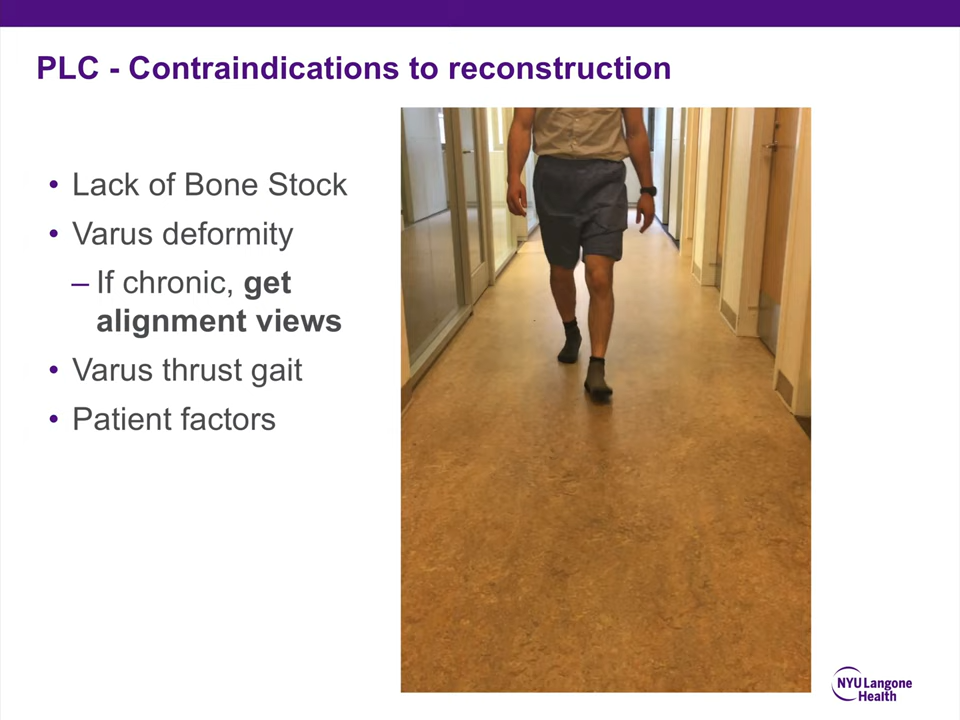 PLC - Contraindications to reconstruction
• Lack of Bone Stock
• Varus deformity
– If chronic, get
alignment views
• Varus thrust gait
• Patient factors
NYU Langone
Health